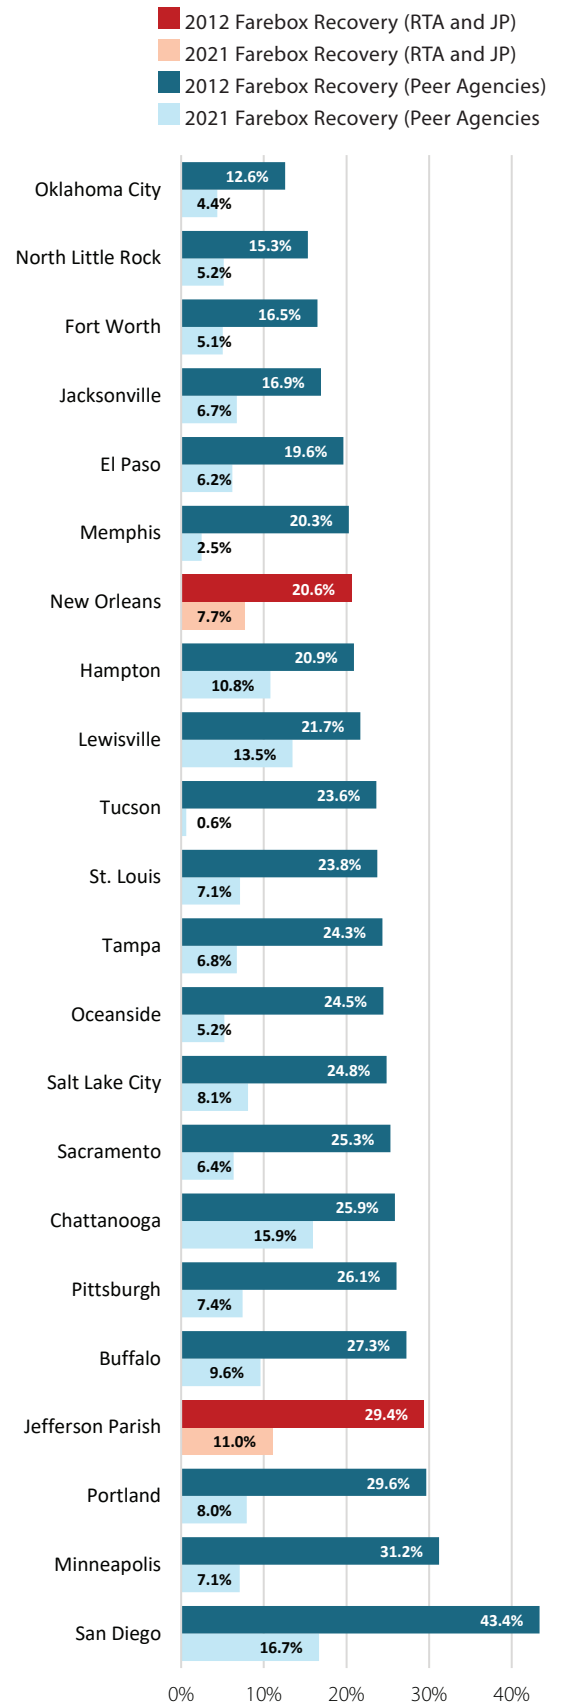 2012 Farebox Recovery (RTA and JP)
2021 Farebox Recovery (RTA and JP)
2012 Farebox Recovery (Peer Agencies)
2021 Farebox Recovery (Peer Agencies
Oklahoma City
12.6%
4.4%
North Little Rock
15.3%
5.2%
Fort Worth
16.5%
5.1%
Jacksonville
16.9%
6.7%
El Paso
19.6%
6.2%
Memphis
20.3%
2.5%
New Orleans
20.6%
7.7%
Hampton
20.9%
10.8%
Lewisville
21.7%
13.5%
Tucson
23.6%
0.6%
St. Louis
23.8%
7.1%
Tampa
24.3%
6.8%
Oceanside
24.5%
5.2%
Salt Lake City
24.8%
8.1%
Sacramento
25.3%
6.4%
Chattanooga
25.9%
15.9%
Pittsburgh
26.1%
7.4%
Buffalo
27.3%
9.6%
Jefferson Parish
29.4%
11.0%
Portland
29.6%
8.0%
Minneapolis
31.2%
7.1%
San Diego
43.4%
16.7%
0% 10% 20% 30% 40%